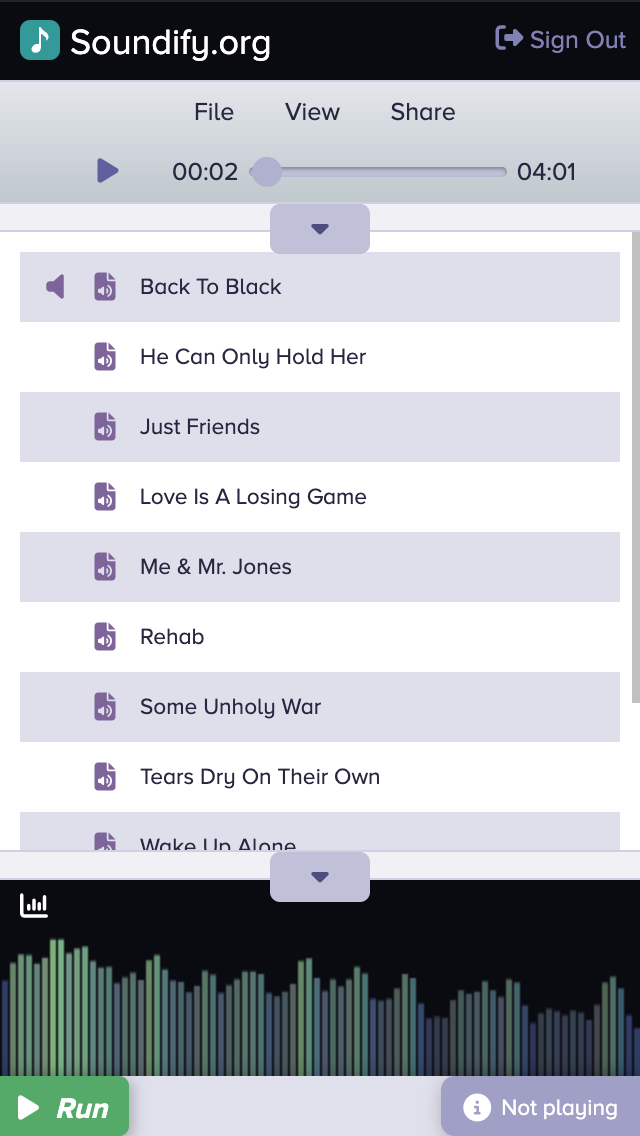 Soundify.org
Sign Out
File View Share
00:02 04:01
Back To Black
He Can Only Hold Her
Just Friends
Love Is A Losing Game
Me & Mr. Jones
Rehab
Some Unholy War
Tears Dry On Their Own
Wake Up Alone
Run
Not playing